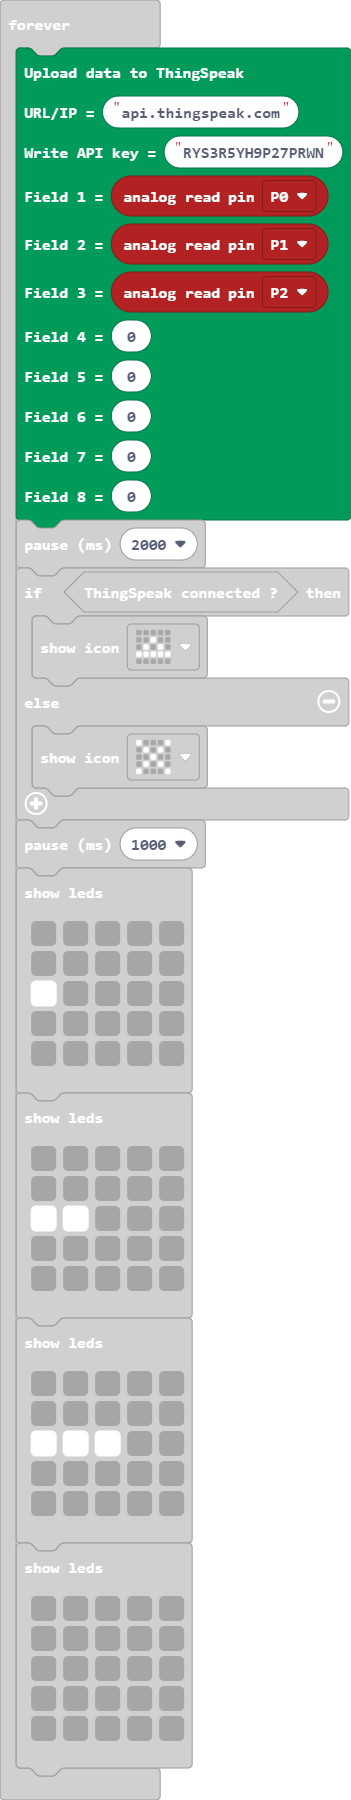 forever
Upload data to ThingSpeak
URL/IP = "api.thingspeak.com"
Write API key = "RYS3R5YH9P27PRWN"
Field 1 = analog read pin P0
Field 2 = analog read pin P1
Field 3 = analog read pin P2
Field 4 = 0
Field 5 = 0
Field 6 = 0
Field 7 = 0
Field 8 = 0
pause (ms) 2000
if ThingSpeak connected ? then
show icon
else
show icon
pause (ms) 1000
show leds
show leds
show leds
show leds